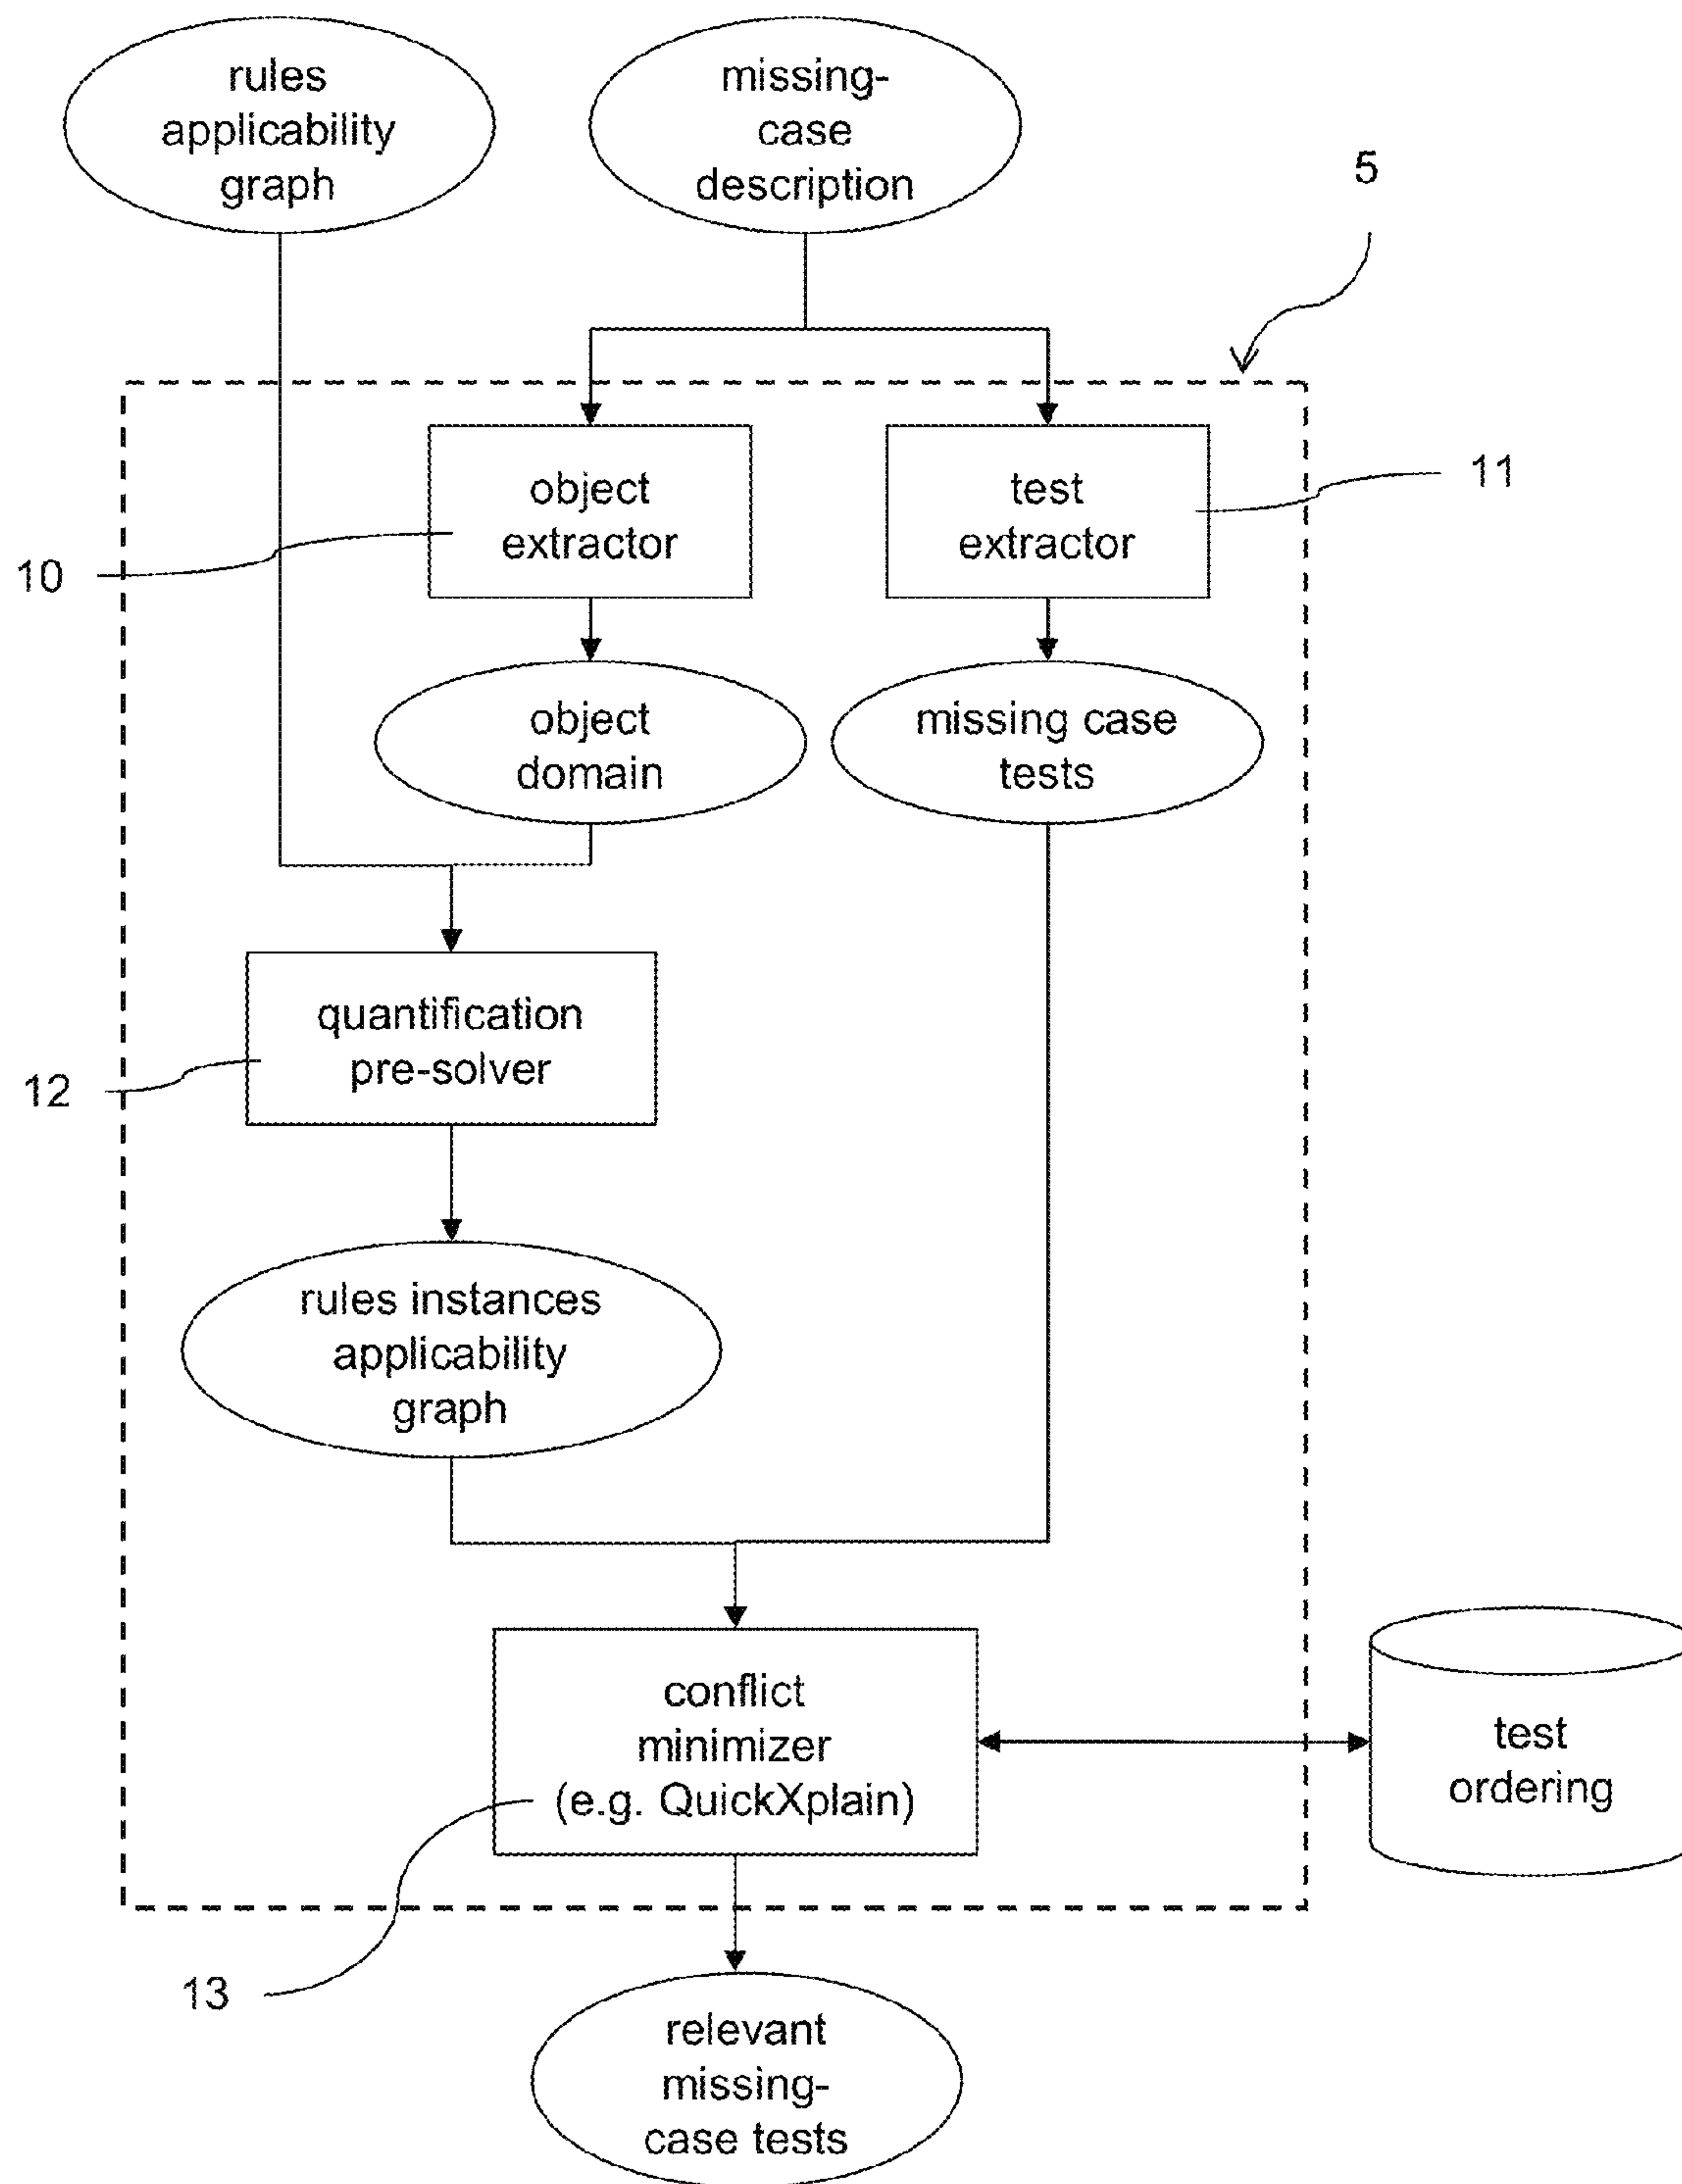 rules
applicability
graph
missing-
case
description
5
object
extractor
test
extractor
11
10
object
domain
missing case
tests
quantification
pre-solver
12
rules instances
applicability
graph
conflict
minimizer
(e.g. QuickXplain)
test
ordering
13
relevant
missing-
case tests